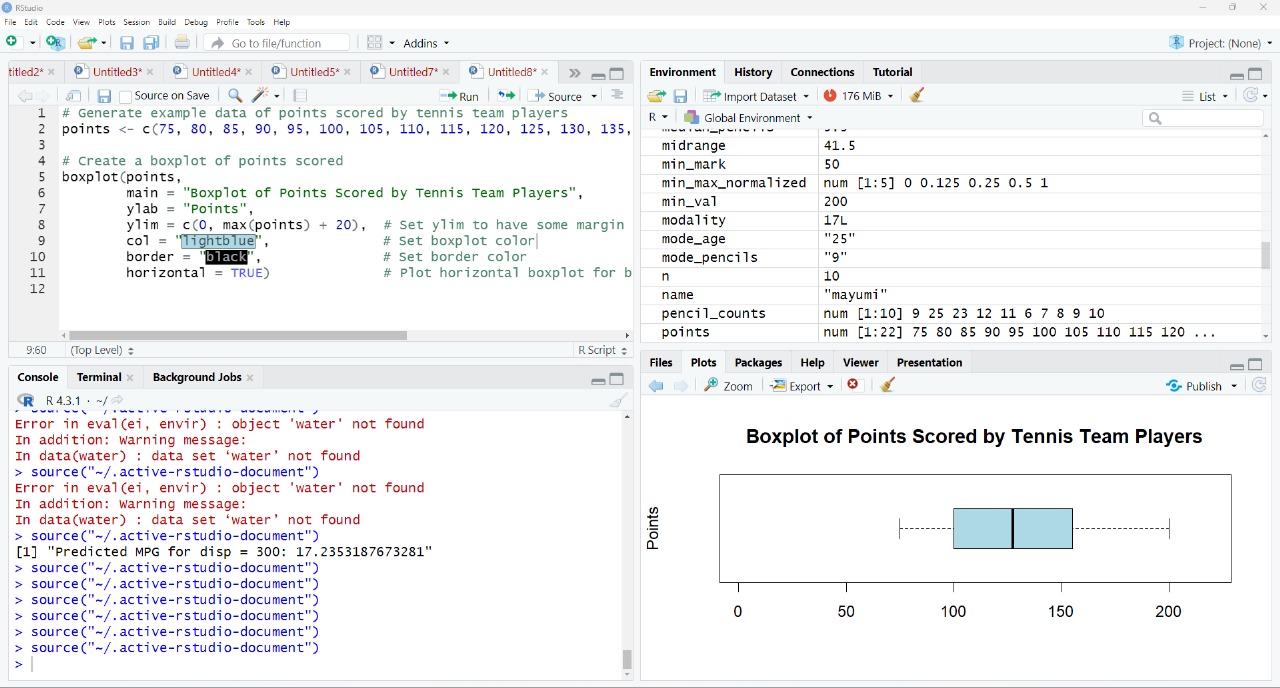 RStudio
File Edit Code View Plots Session Build Debug Profile Tools Help
Go to file/function Addins Project: (None)
titled2* Untitled3* Untitled4* Untitled5* Untitled7* Untitled8*
Source on Save Run Source
1 # Generate example data of points scored by tennis team players
2 points <- c(75, 80, 85, 90, 95, 100, 105, 110, 115, 120, 125, 130, 135,
3
4 # Create a boxplot of points scored
5 boxplot(points,
6 main = "Boxplot of Points Scored by Tennis Team Players",
7 ylab = "Points",
8 ylim = c(0, max(points) + 20), # Set ylim to have some margin
9 col = "lightblue", # Set boxplot color
10 border = "black", # Set border color
11 horizontal = TRUE) # Plot horizontal boxplot for b
12
9:60 (Top Level) R Script
Console Terminal Background Jobs
R 4.3.1 · ~/
Error in eval(ei, envir) : object 'water' not found
In addition: Warning message:
In data(water) : data set ‘water’ not found
> source("~/.active-rstudio-document")
Error in eval(ei, envir) : object 'water' not found
In addition: Warning message:
In data(water) : data set ‘water’ not found
> source("~/.active-rstudio-document")
[1] "Predicted MPG for disp = 300: 17.2353187673281"
> source("~/.active-rstudio-document")
> source("~/.active-rstudio-document")
> source("~/.active-rstudio-document")
> source("~/.active-rstudio-document")
> source("~/.active-rstudio-document")
> source("~/.active-rstudio-document")
>
Environment History Connections Tutorial
Import Dataset 176 MiB List
R Global Environment
midrange 41.5
min_mark 50
min_max_normalized num [1:5] 0 0.125 0.25 0.5 1
min_val 200
modality 17L
mode_age "25"
mode_pencils "9"
n 10
name "mayumi"
pencil_counts num [1:10] 9 25 23 12 11 6 7 8 9 10
points num [1:22] 75 80 85 90 95 100 105 110 115 120 ...
Files Plots Packages Help Viewer Presentation
Zoom Export Publish
Boxplot of Points Scored by Tennis Team Players
Points
0 50 100 150 200